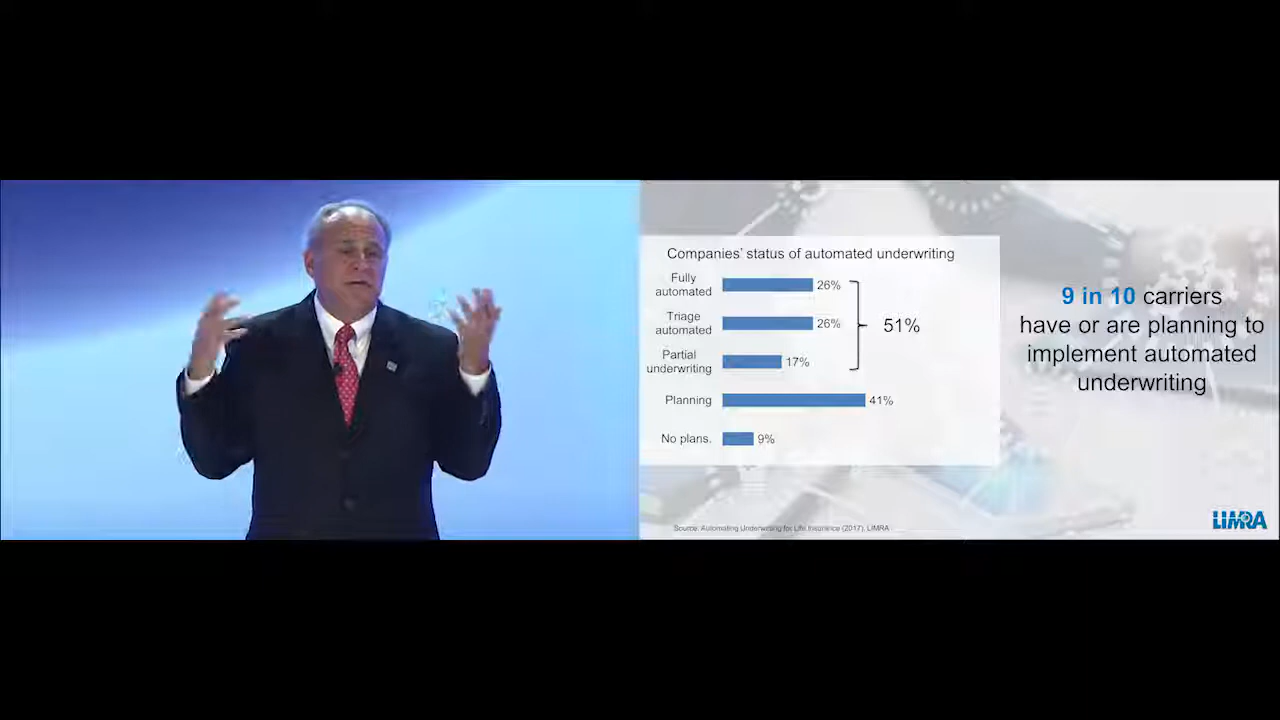 Companies' status of automated underwriting
Fully
automated
26%
Triage
automated
26%
Partial
underwriting
17%
51%
Planning
41%
No plans.
9%
9 in 10 carriers
have or are planning to
implement automated
underwriting
Source: Automating Underwriting for Life Insurance (2017), LIMRA
LIMRA